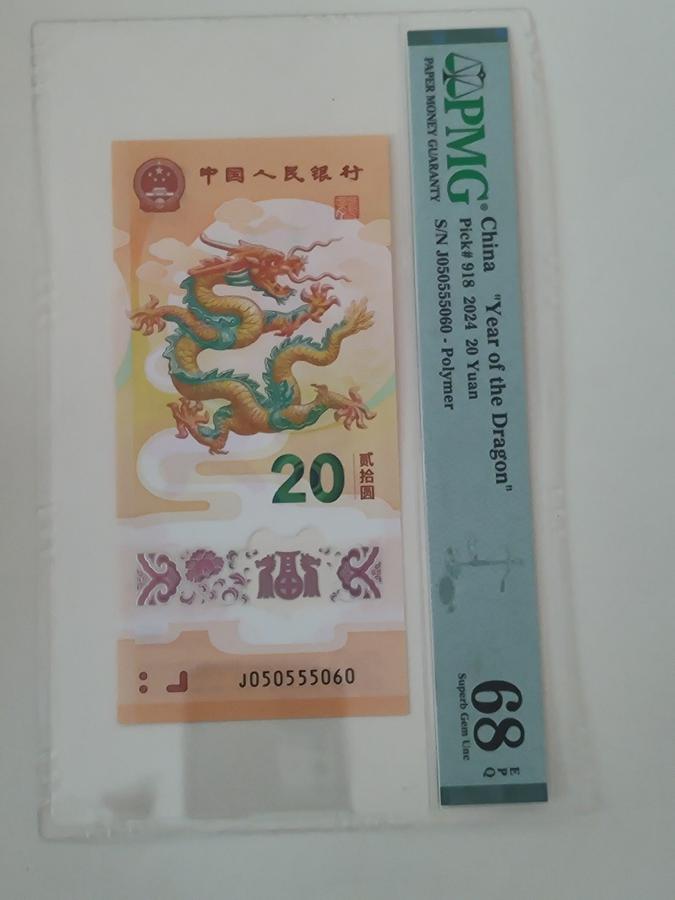 中国人民银行
20
贰拾圆
J050555060
PMG®
PAPER MONEY GUARANTY
China "Year of the Dragon"
Pick# 918 2024 20 Yuan
S/N J050555060 - Polymer
68
EPQ
Superb Gem Unc